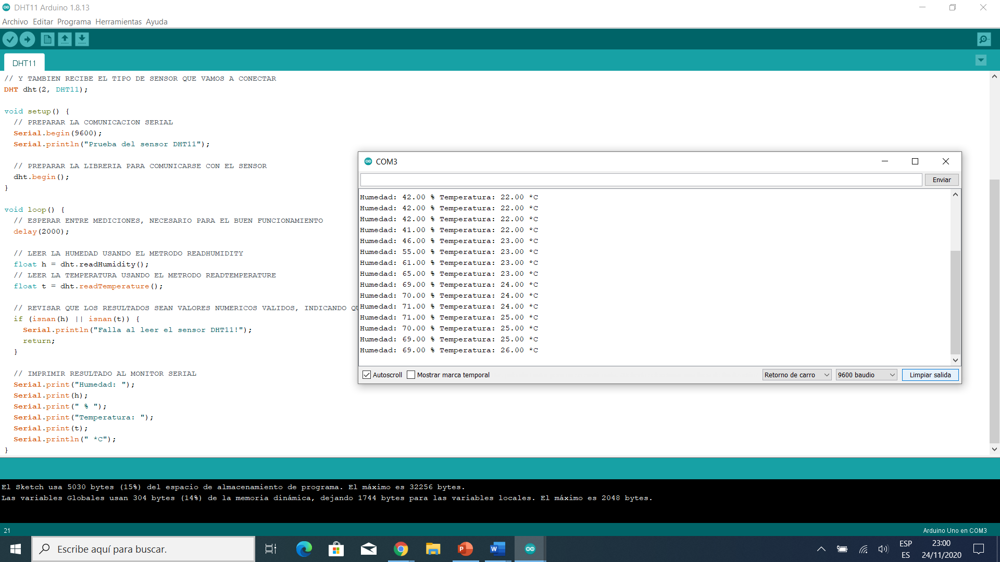 DHT11 Arduino 1.8.13
Archivo Editar Programa Herramientas Ayuda
DHT11
// Y TAMBIEN RECIBE EL TIPO DE SENSOR QUE VAMOS A CONECTAR
DHT dht(2, DHT11);
void setup() {
// PREPARAR LA COMUNICACION SERIAL
Serial.begin(9600);
Serial.println("Prueba del sensor DHT11");
// PREPARAR LA LIBRERIA PARA COMUNICARSE CON EL SENSOR
dht.begin();
}
void loop() {
// ESPERAR ENTRE MEDICIONES, NECESARIO PARA EL BUEN FUNCIONAMIENTO
delay(2000);
// LEER LA HUMEDAD USANDO EL METRODO READHUMIDITY
float h = dht.readHumidity();
// LEER LA TEMPERATURA USANDO EL METRODO READTEMPERATURE
float t = dht.readTemperature();
// REVISAR QUE LOS RESULTADOS SEAN VALORES NUMERICOS VALIDOS, INDICANDO
if (isnan(h) || isnan(t)) {
Serial.println("Falla al leer el sensor DHT11!");
return;
}
// IMPRIMIR RESULTADO AL MONITOR SERIAL
Serial.print("Humedad: ");
Serial.print(h);
Serial.print(" % ");
Serial.print("Temperatura: ");
Serial.print(t);
Serial.println(" *C");
}
COM3
Enviar
Humedad: 42.00 % Temperatura: 22.00 *C
Humedad: 42.00 % Temperatura: 22.00 *C
Humedad: 42.00 % Temperatura: 22.00 *C
Humedad: 41.00 % Temperatura: 22.00 *C
Humedad: 46.00 % Temperatura: 23.00 *C
Humedad: 55.00 % Temperatura: 23.00 *C
Humedad: 61.00 % Temperatura: 23.00 *C
Humedad: 65.00 % Temperatura: 23.00 *C
Humedad: 69.00 % Temperatura: 24.00 *C
Humedad: 70.00 % Temperatura: 24.00 *C
Humedad: 71.00 % Temperatura: 24.00 *C
Humedad: 71.00 % Temperatura: 25.00 *C
Humedad: 70.00 % Temperatura: 25.00 *C
Humedad: 69.00 % Temperatura: 25.00 *C
Humedad: 69.00 % Temperatura: 26.00 *C
Autoscroll Mostrar marca temporal Retorno de carro 9600 baudio Limpiar salida
El Sketch usa 5030 bytes (15%) del espacio de almacenamiento de programa. El máximo es 32256 bytes.
Las variables Globales usan 304 bytes (14%) de la memoria dinámica, dejando 1744 bytes para las variables locales. El máximo es 2048 bytes.
21 Arduino Uno en COM3
Escribe aquí para buscar.
ESP
ES
23:00
24/11/2020